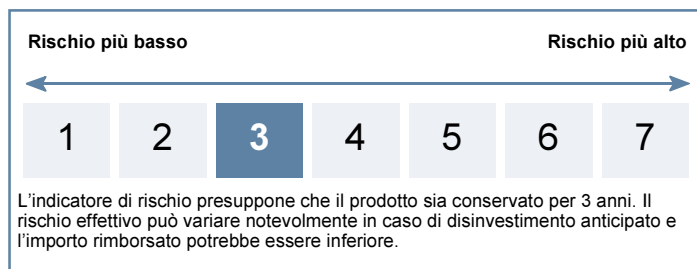 Rischio più basso Rischio più alto
1 2 3 4 5 6 7
L'indicatore di rischio presuppone che il prodotto sia conservato per 3 anni. Il
rischio effettivo può variare notevolmente in caso di disinvestimento anticipato e
l'importo rimborsato potrebbe essere inferiore.